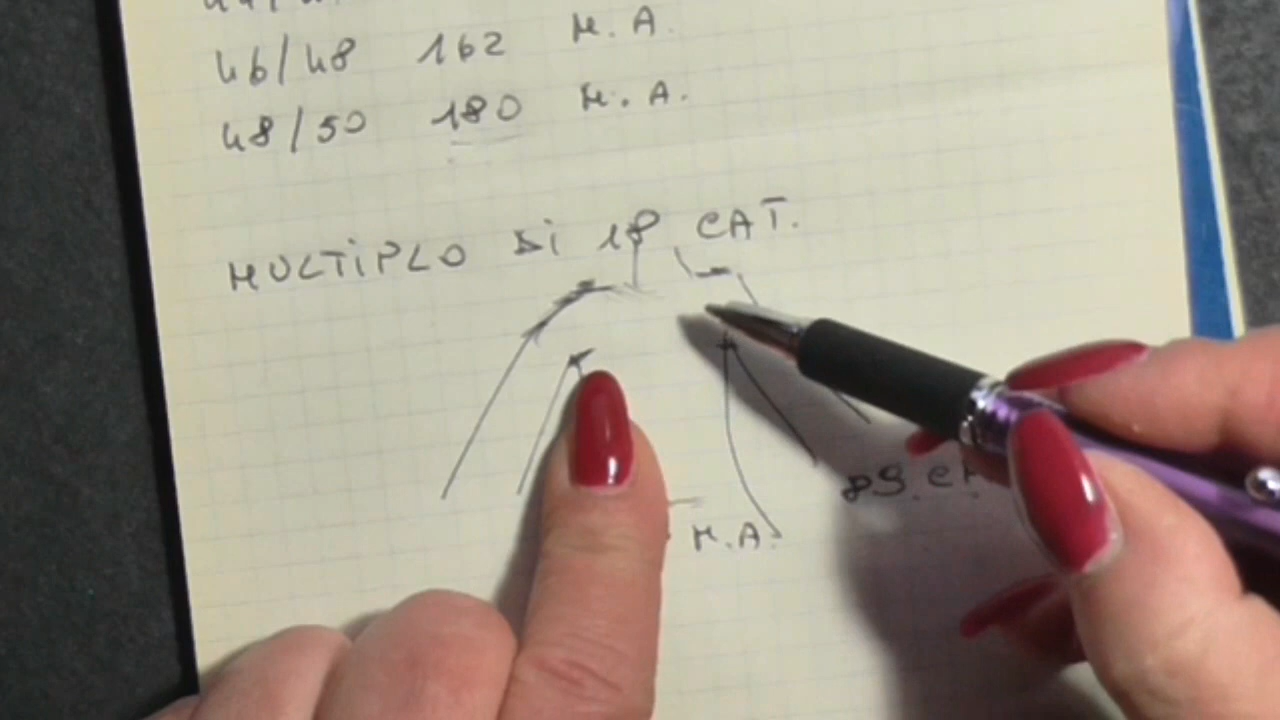 46/48 162 M.A.
48/50 180 M.A.
MULTIPLO Di 18 CAT.
M.A.